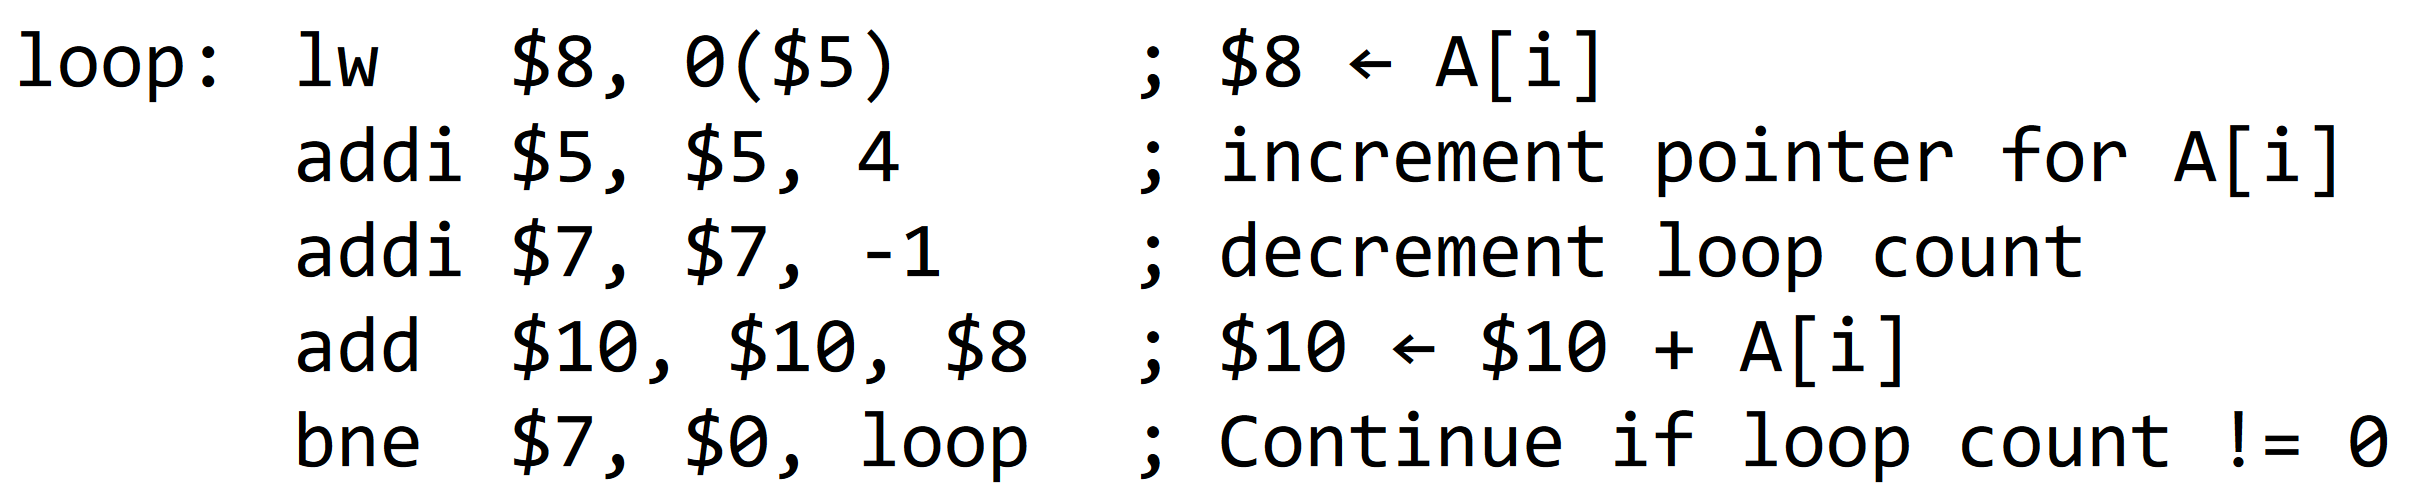 loop: lw $8, 0($5) ; $8 ← A[i]
addi $5, $5, 4 ; increment pointer for A[i]
addi $7, $7, -1 ; decrement loop count
add $10, $10, $8 ; $10 ← $10 + A[i]
bne $7, $0, loop ; Continue if loop count != 0